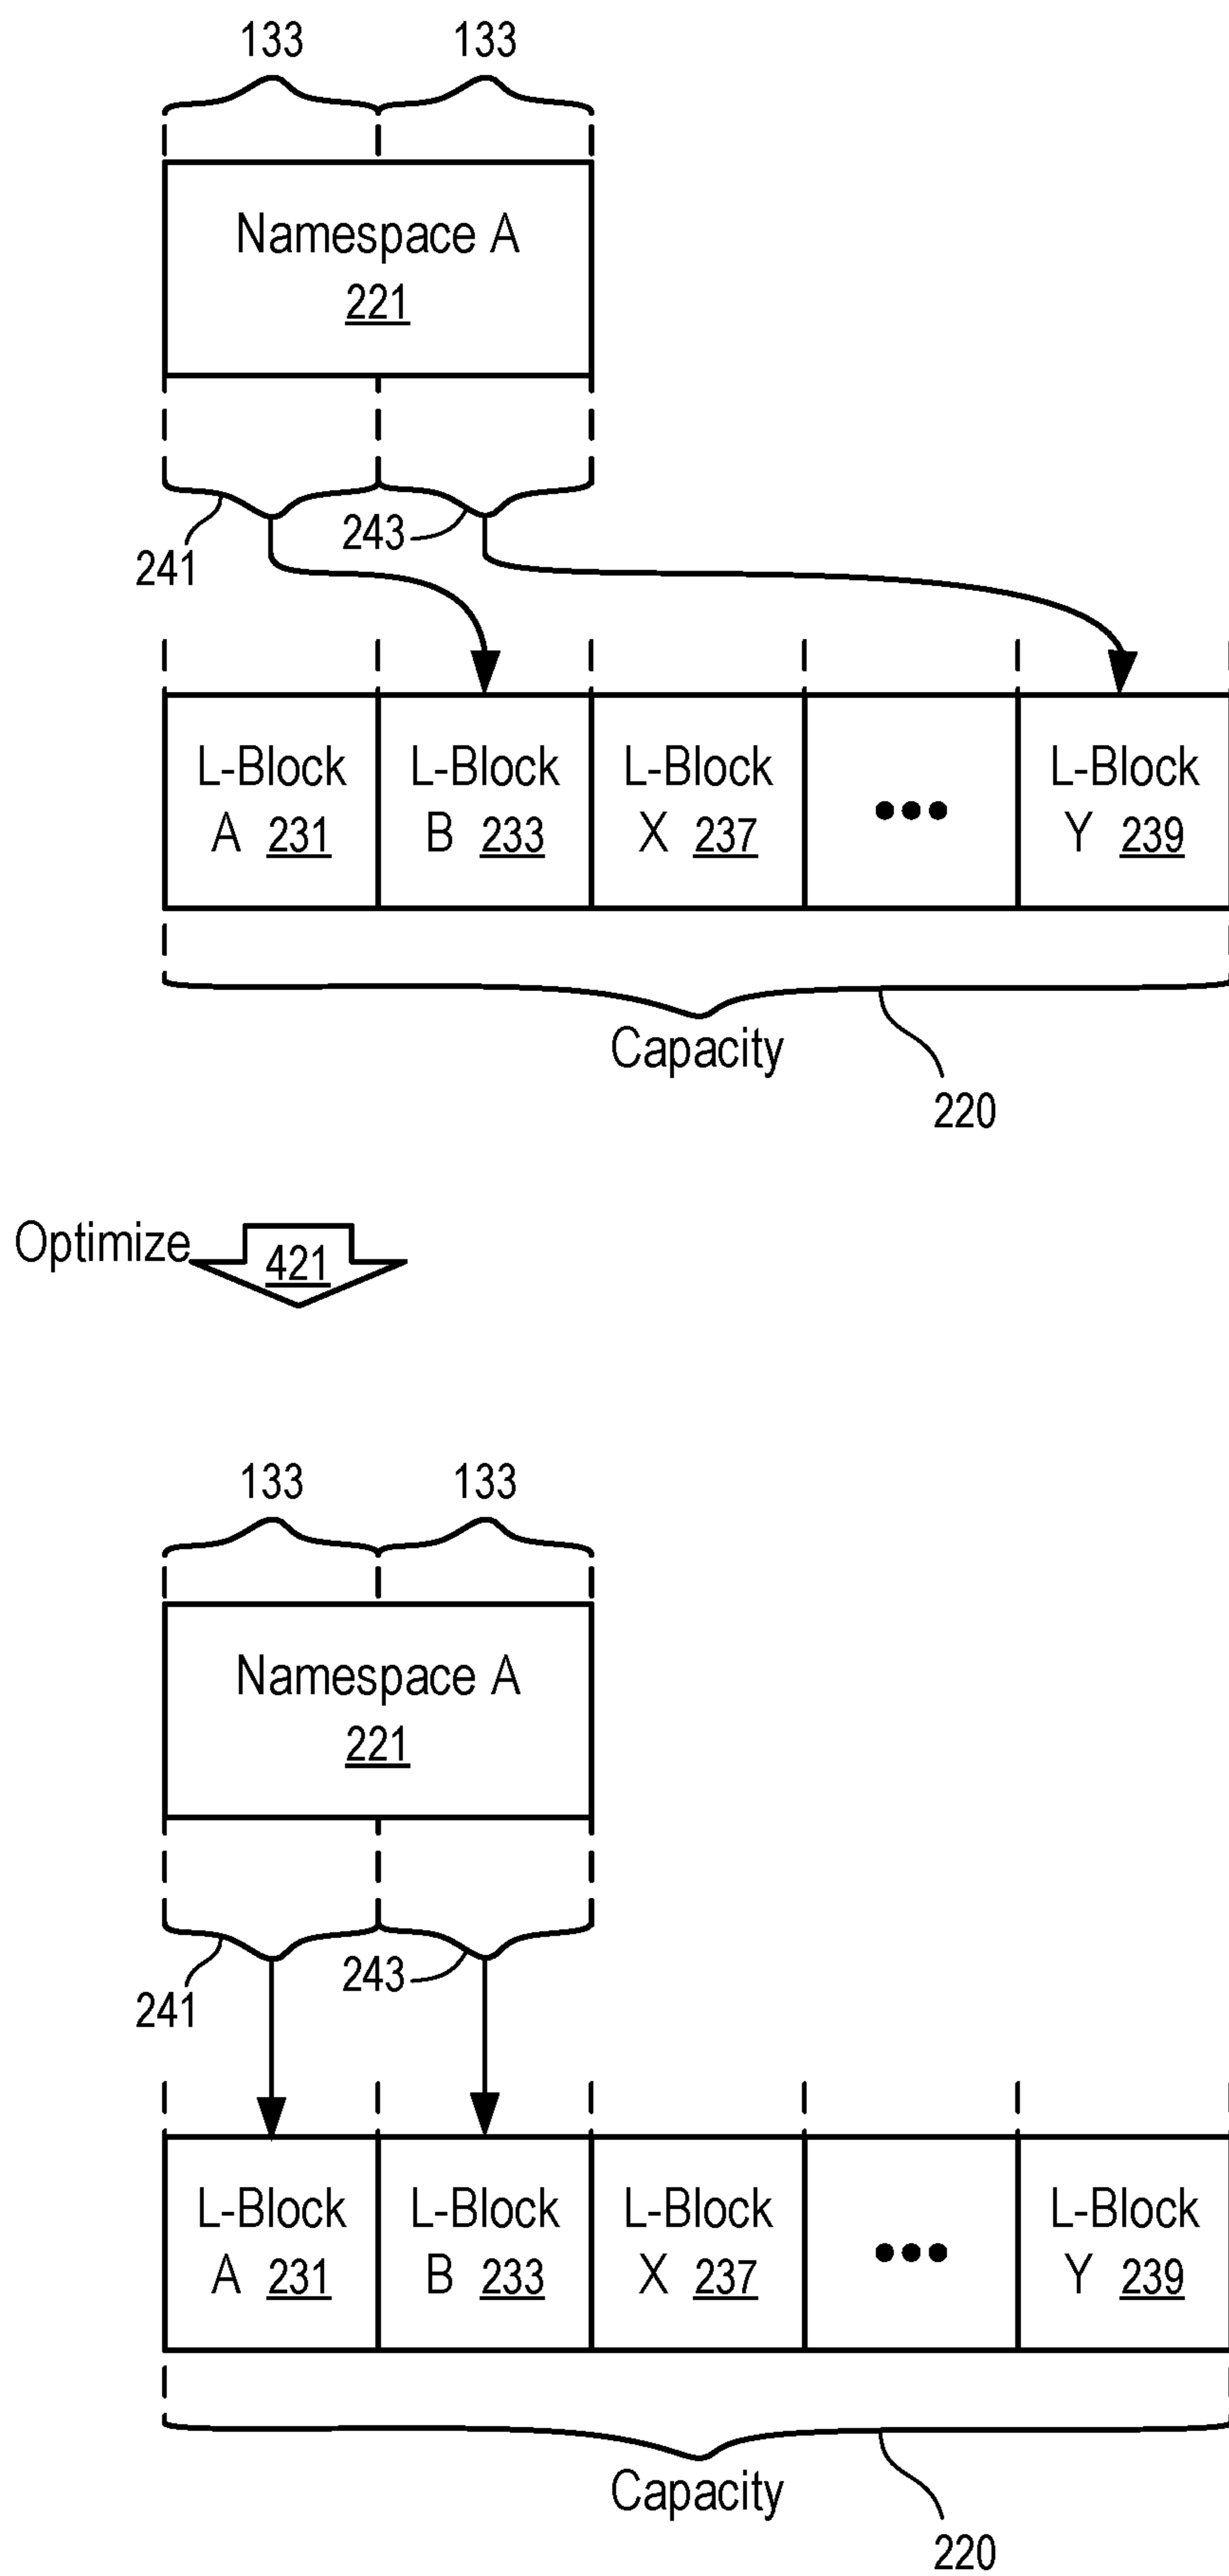 133 133
Namespace A
221
241 243
L-Block L-Block L-Block L-Block
A 231 B 233 X 237 ••• Y 239
Capacity
220
Optimize 421
133 133
Namespace A
221
241 243
L-Block L-Block L-Block L-Block
A 231 B 233 X 237 ••• Y 239
Capacity
220